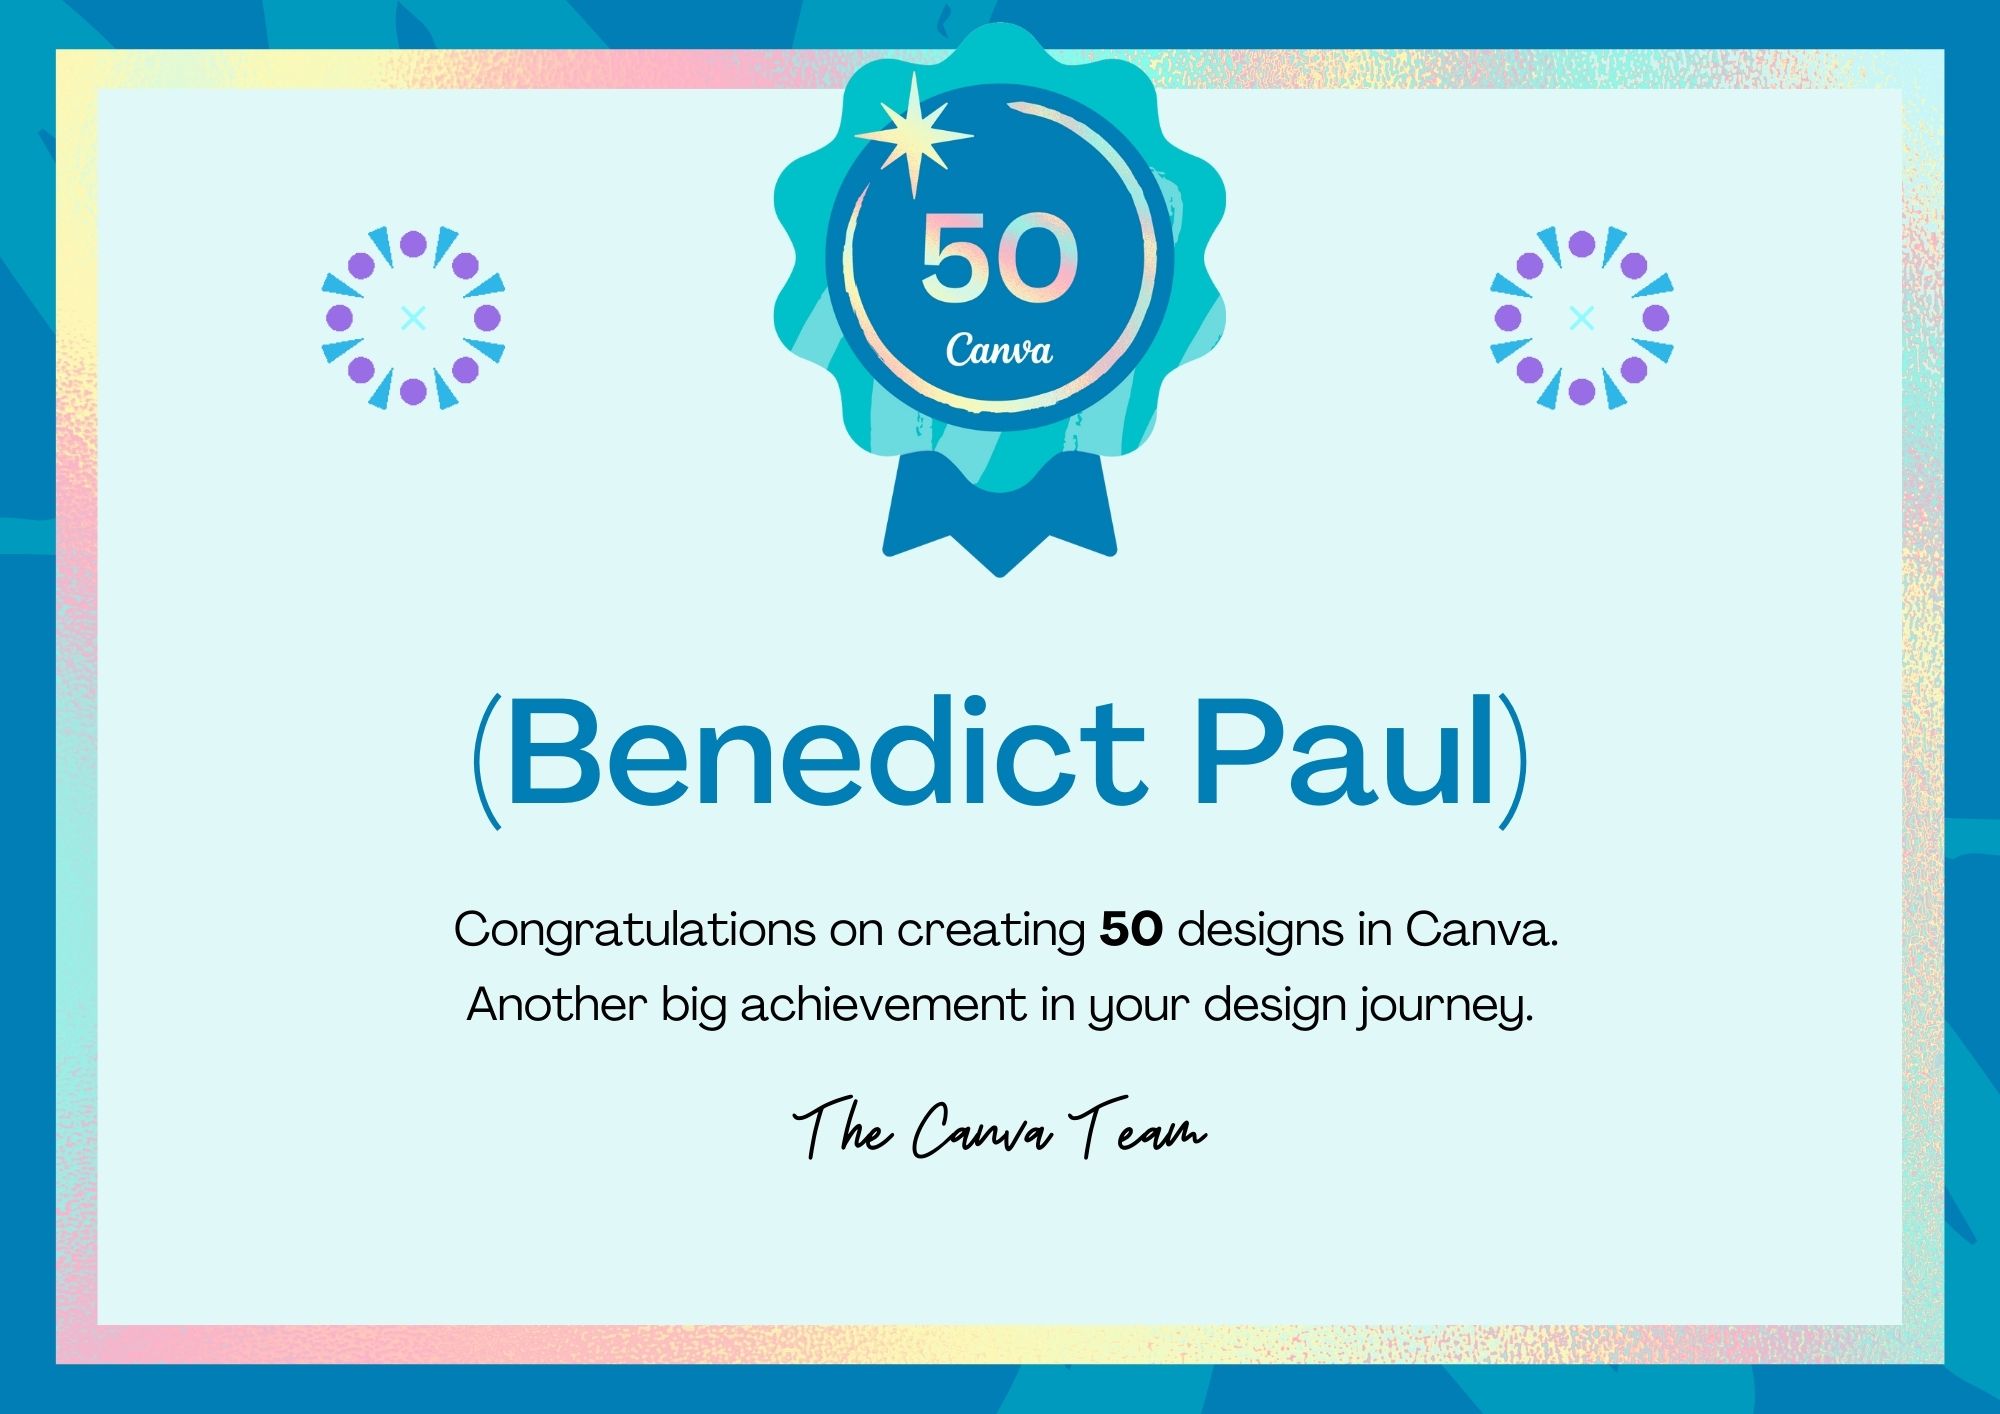 50
Canva
(Benedict Paul)
Congratulations on creating 50 designs in Canva.
Another big achievement in your design journey.
The Canva Team